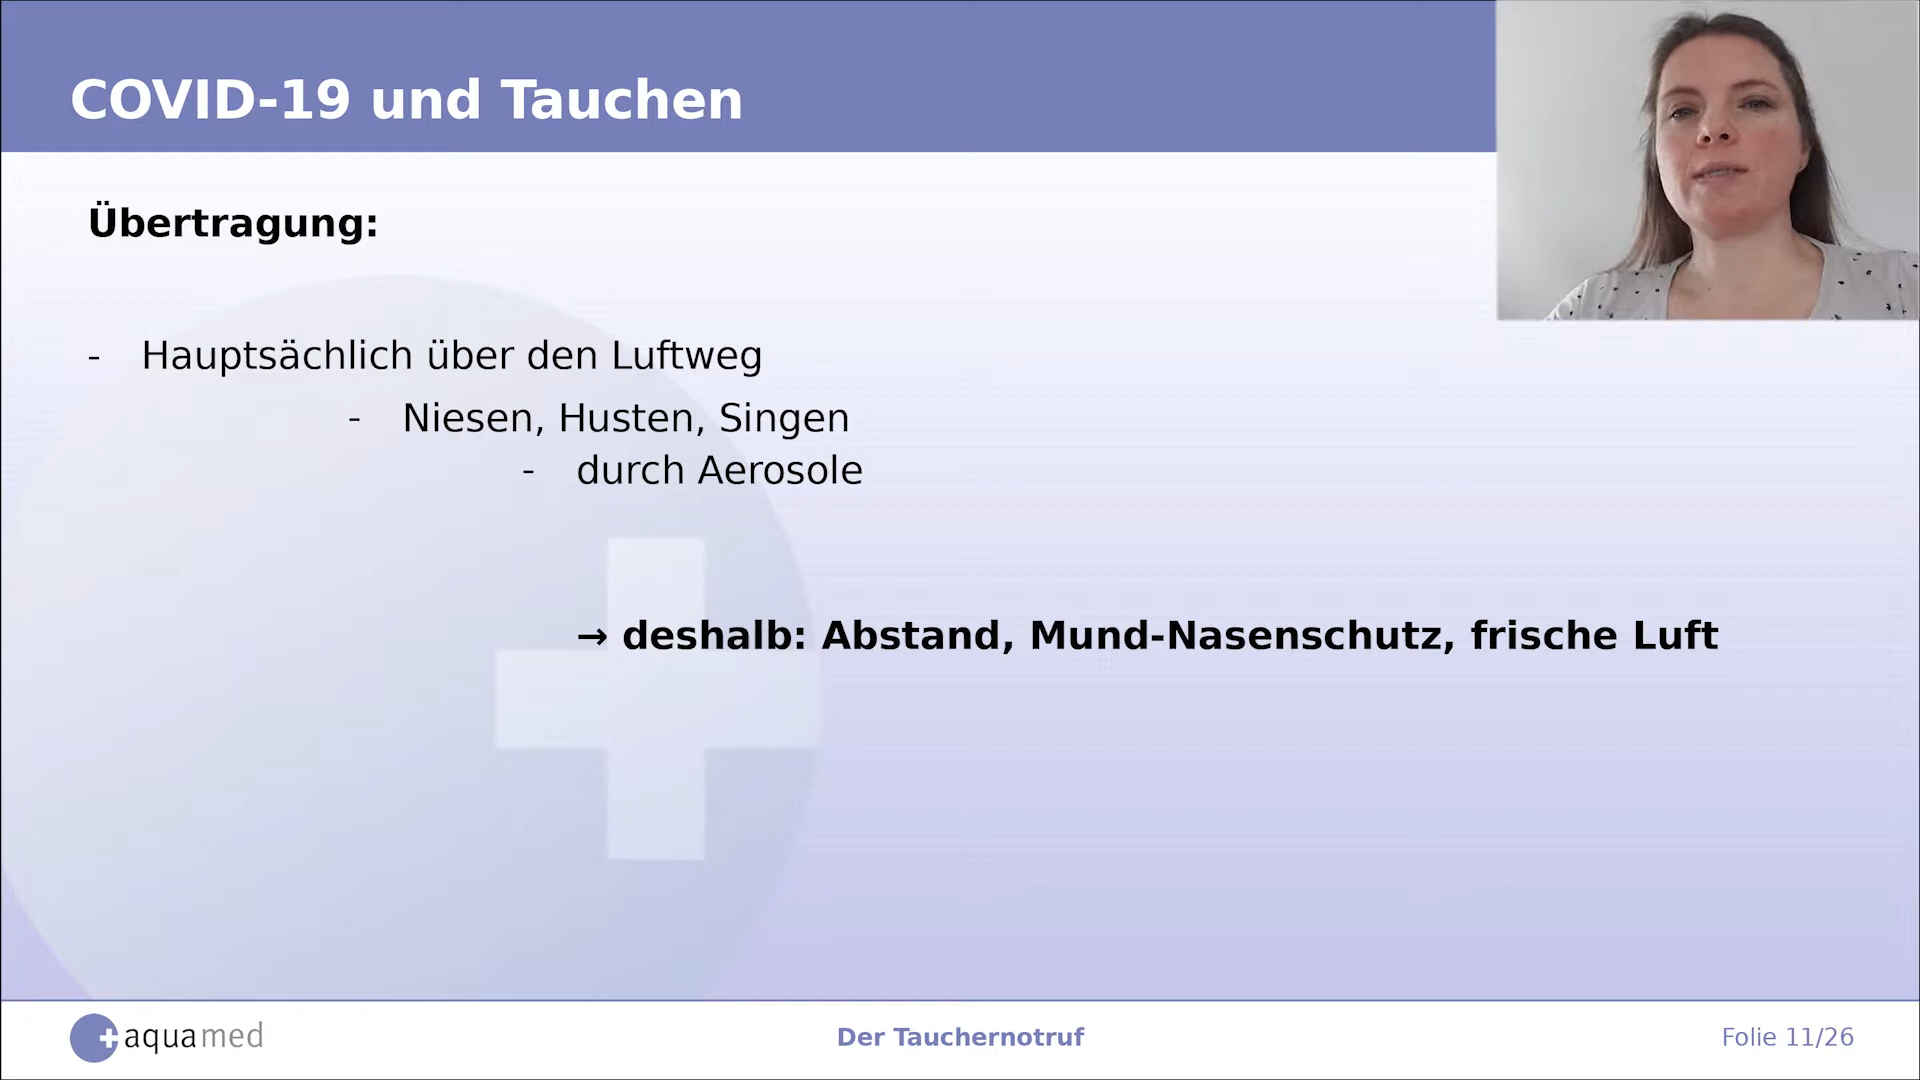 COVID-19 und Tauchen
Übertragung:
- Hauptsächlich über den Luftweg
- Niesen, Husten, Singen
- durch Aerosole
→ deshalb: Abstand, Mund-Nasenschutz, frische Luft
aquamed
Der Tauchernotruf
Folie 11/26